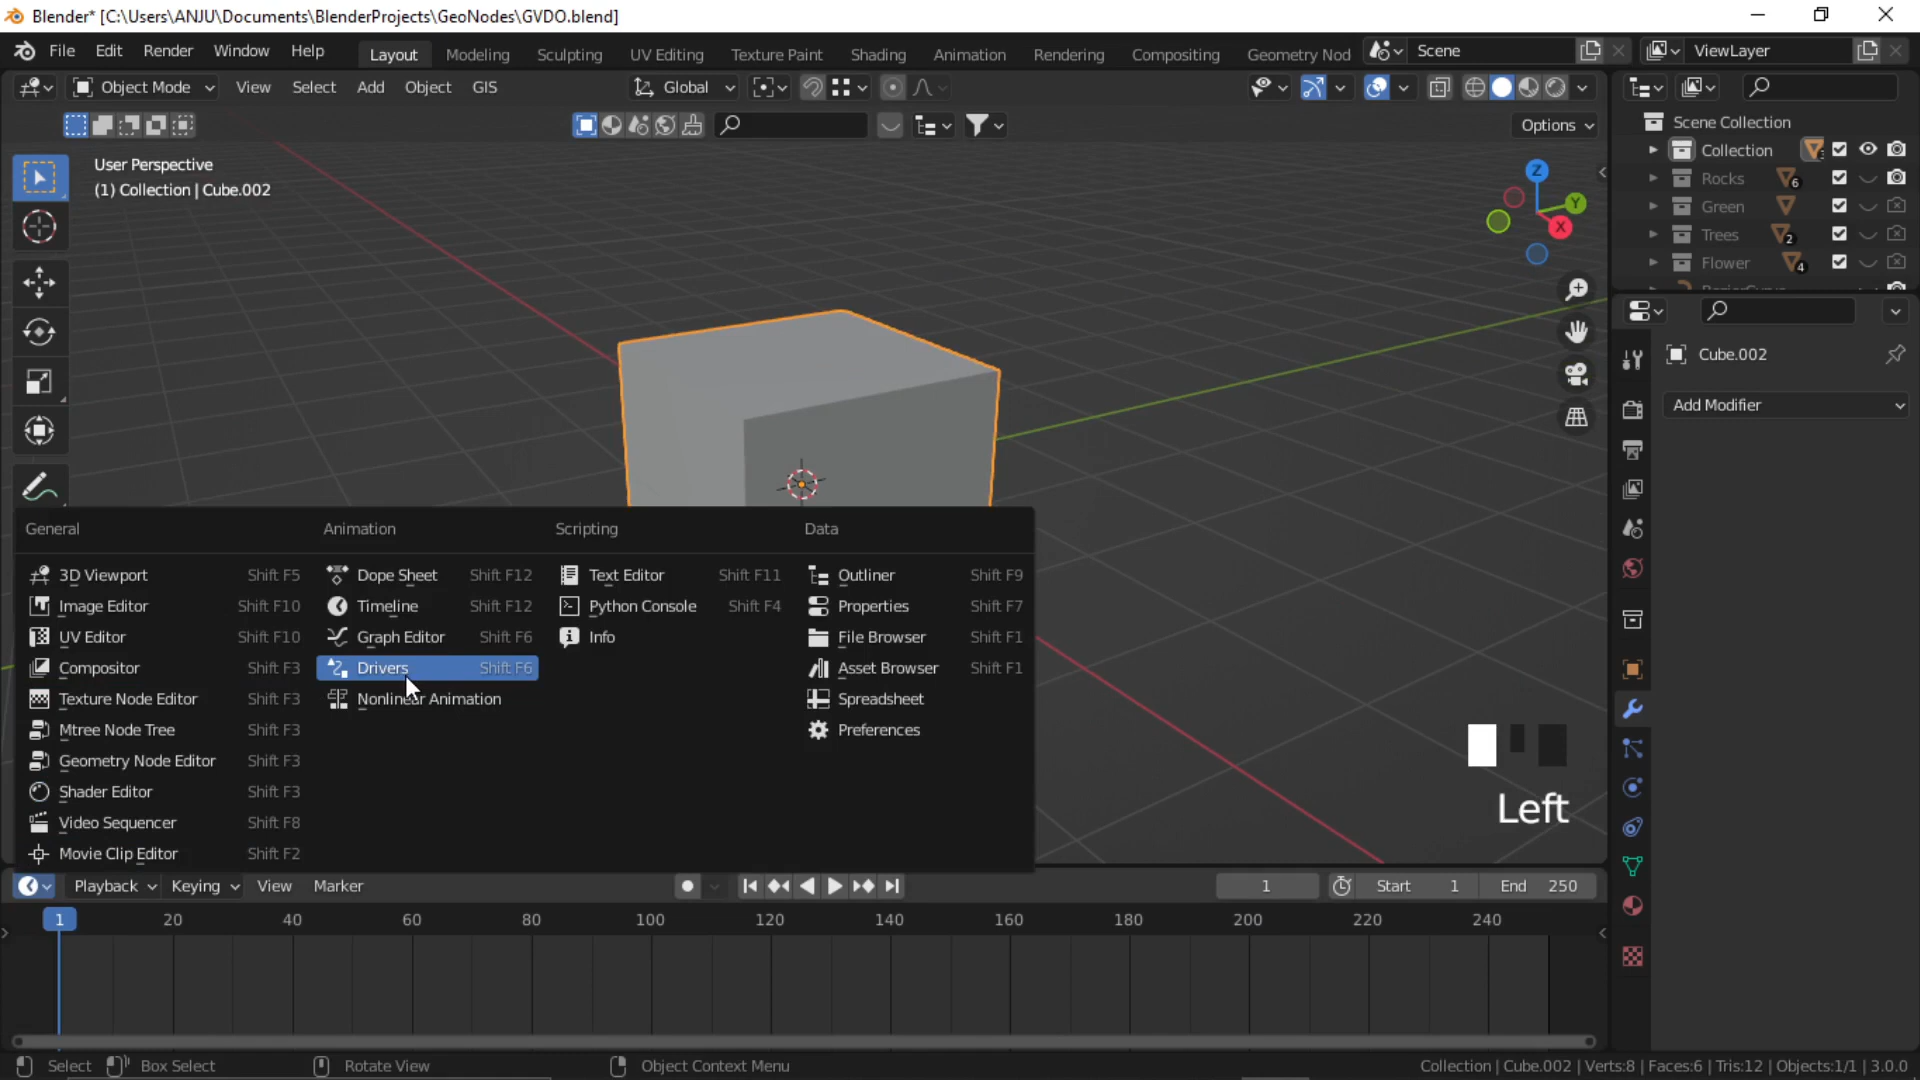 Blender* [C:\Users\ANJU\Documents\BlenderProjects\GeoNodes\GVDO.blend]
File Edit Render Window Help Layout Modeling Sculpting UV Editing Texture Paint Shading Animation Rendering Compositing Geometry Nod Scene ViewLayer
Object Mode View Select Add Object GIS Global
Options
User Perspective
(1) Collection | Cube.002
Z
Y
X
Scene Collection
Collection
Rocks 6
Green
Trees 2
Flower 4
Cube.002
Add Modifier
General Animation Scripting Data
3D Viewport Shift F5 Dope Sheet Shift F12 Text Editor Shift F11 Outliner Shift F9
Image Editor Shift F10 Timeline Shift F12 Python Console Shift F4 Properties Shift F7
UV Editor Shift F10 Graph Editor Shift F6 Info File Browser Shift F1
Compositor Shift F3 Drivers Shift F6 Asset Browser Shift F1
Texture Node Editor Shift F3 Nonlinear Animation Spreadsheet
Mtree Node Tree Shift F3 Preferences
Geometry Node Editor Shift F3
Shader Editor Shift F3
Video Sequencer Shift F8
Movie Clip Editor Shift F2
Left
Playback Keying View Marker 1 Start 1 End 250
1 20 40 60 80 100 120 140 160 180 200 220 240
Select Box Select Rotate View Object Context Menu Collection | Cube.002 | Verts:8 | Faces:6 | Tris:12 | Objects:1/1 | 3.0.0